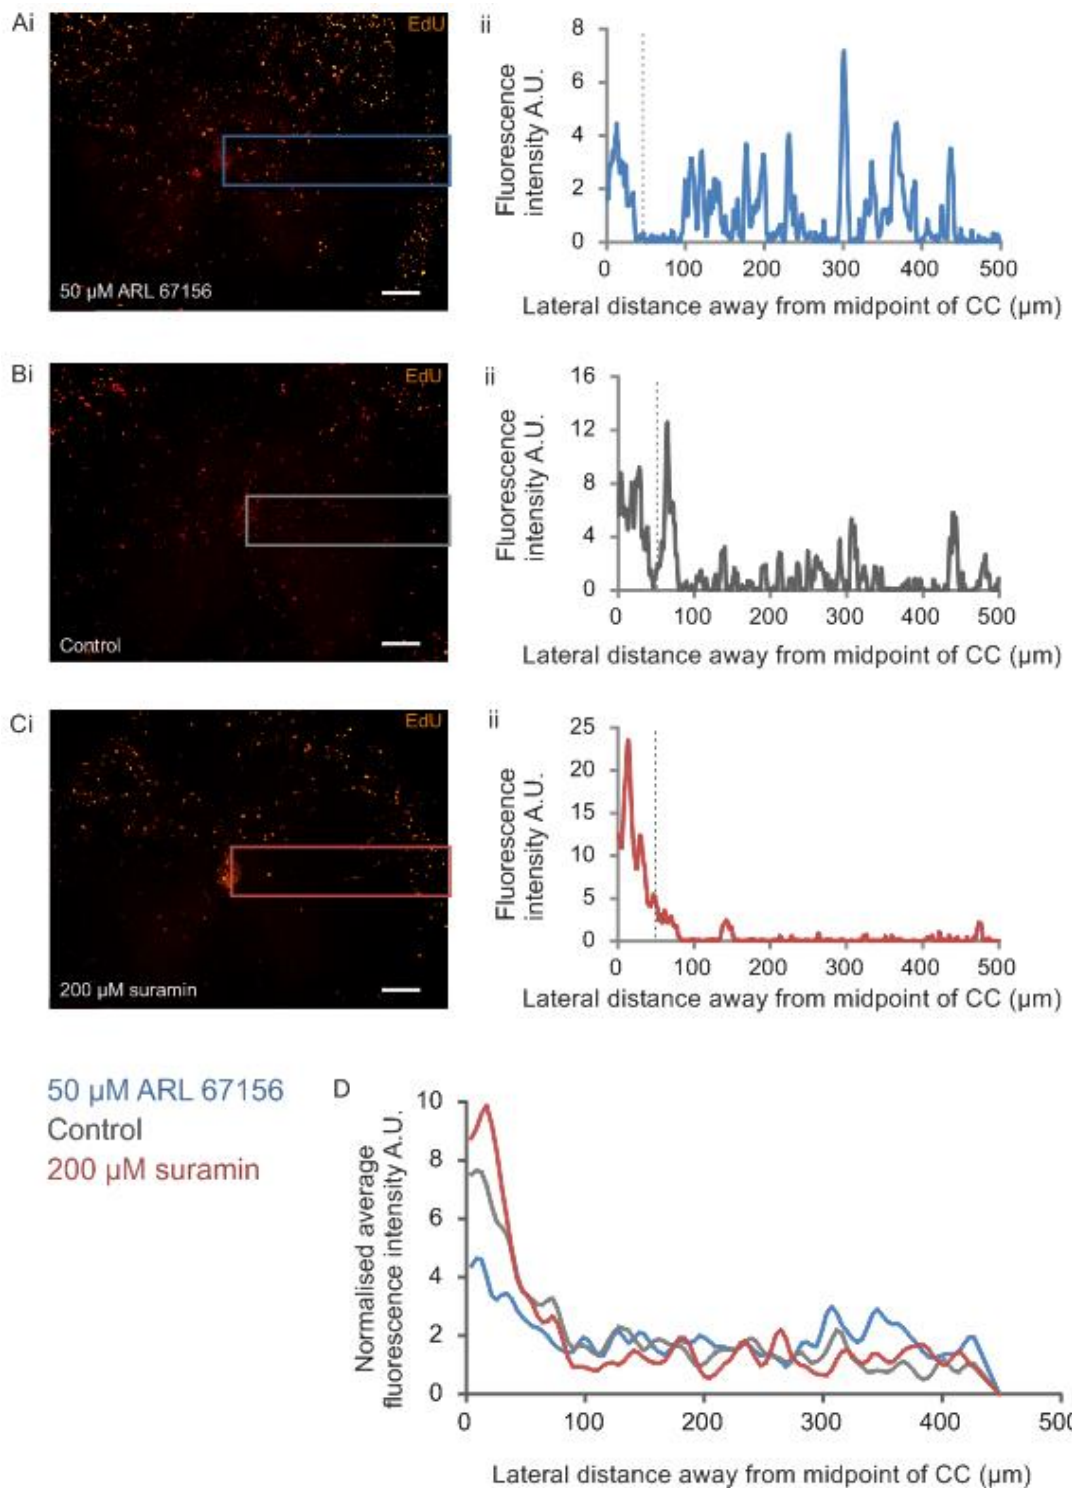 Ai
EdU
50 µM ARL 67156
ii
Fluorescence
intensity A.U.
8
6
4
2
0
0 100 200 300 400 500
Lateral distance away from midpoint of CC (µm)
Bi
EdU
Control
ii
Fluorescence
intensity A.U.
16
12
8
4
0
0 100 200 300 400 500
Lateral distance away from midpoint of CC (µm)
Ci
EdU
200 µM suramin
ii
Fluorescence
intensity A.U.
25
20
15
10
5
0
0 100 200 300 400 500
Lateral distance away from midpoint of CC (µm)
50 µM ARL 67156
Control
200 µM suramin
D
Normalised average
fluorescence intensity A.U.
10
8
6
4
2
0
0 100 200 300 400 500
Lateral distance away from midpoint of CC (µm)